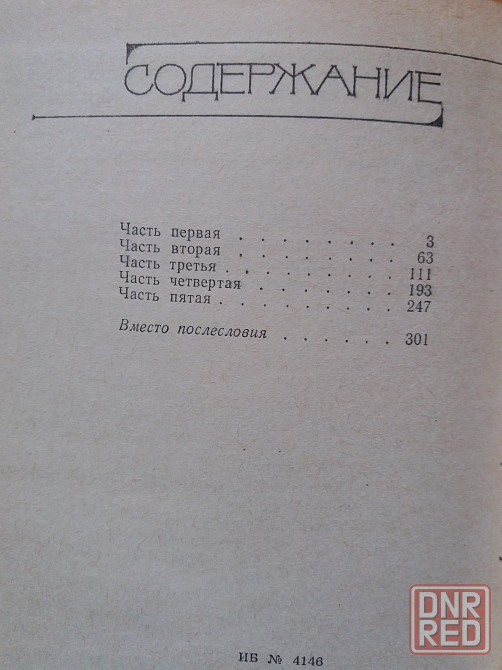 СОДЕРЖАНИЕ
Часть первая . . . . . . . . 3
Часть вторая . . . . . . . . 63
Часть третья . . . . . . . . 111
Часть четвертая . . . . . . 193
Часть пятая . . . . . . . . 247
Вместо послесловия . . . . . 301
ИБ № 4146
DNR
RED